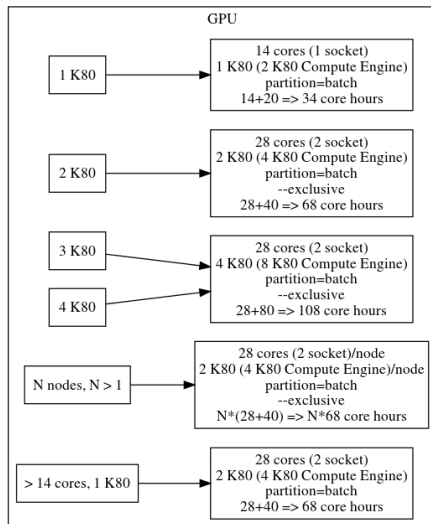 GPU
1 K80
14 cores (1 socket)
1 K80 (2 K80 Compute Engine)
partition=batch
14+20 => 34 core hours
2 K80
28 cores (2 socket)
2 K80 (4 K80 Compute Engine)
partition=batch
--exclusive
28+40 => 68 core hours
3 K80
4 K80
28 cores (2 socket)
4 K80 (8 K80 Compute Engine)
partition=batch
--exclusive
28+80 => 108 core hours
N nodes, N > 1
28 cores (2 socket)/node
2 K80 (4 K80 Compute Engine)/node
partition=batch
--exclusive
N*(28+40) => N*68 core hours
> 14 cores, 1 K80
28 cores (2 socket)
2 K80 (4 K80 Compute Engine)
partition=batch
28+40 => 68 core hours